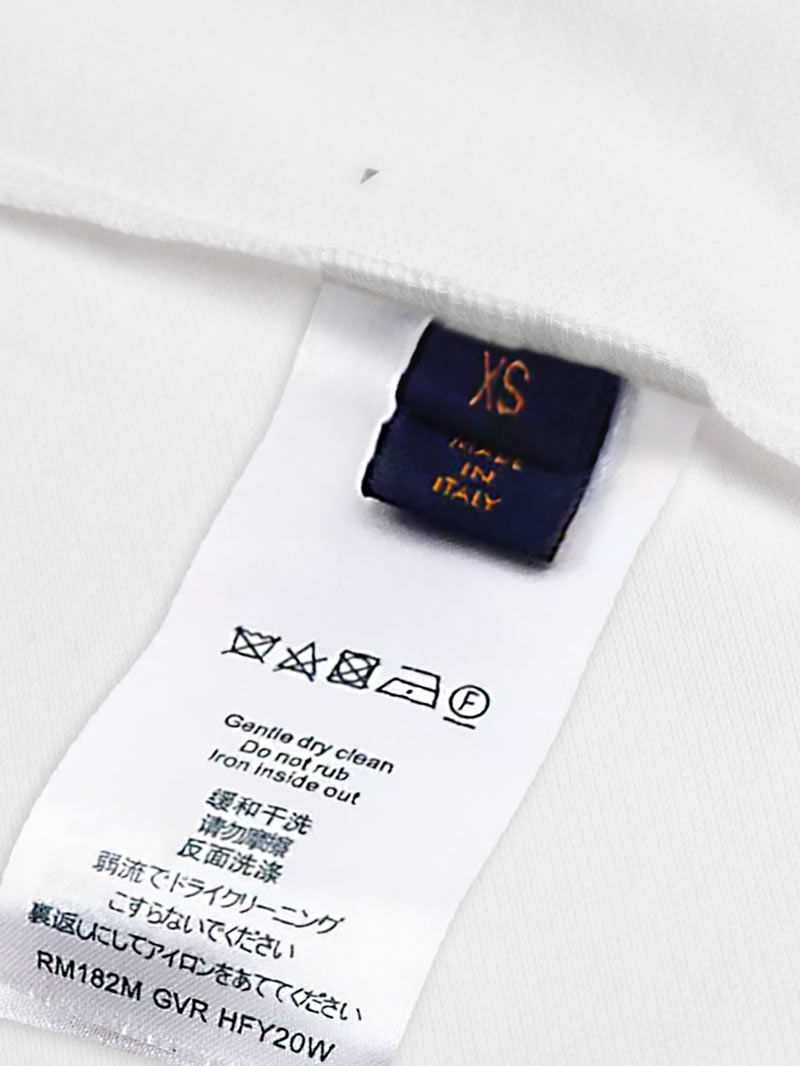 XS
MADE
IN
ITALY
F
Gentle dry clean
Do not rub
Iron inside out
缓和干洗
请勿摩擦
反面洗涤
弱流でドライクリーニング
こすらないでください
裏返しにしてアイロンをあててください
RM182M GVR HFY20W